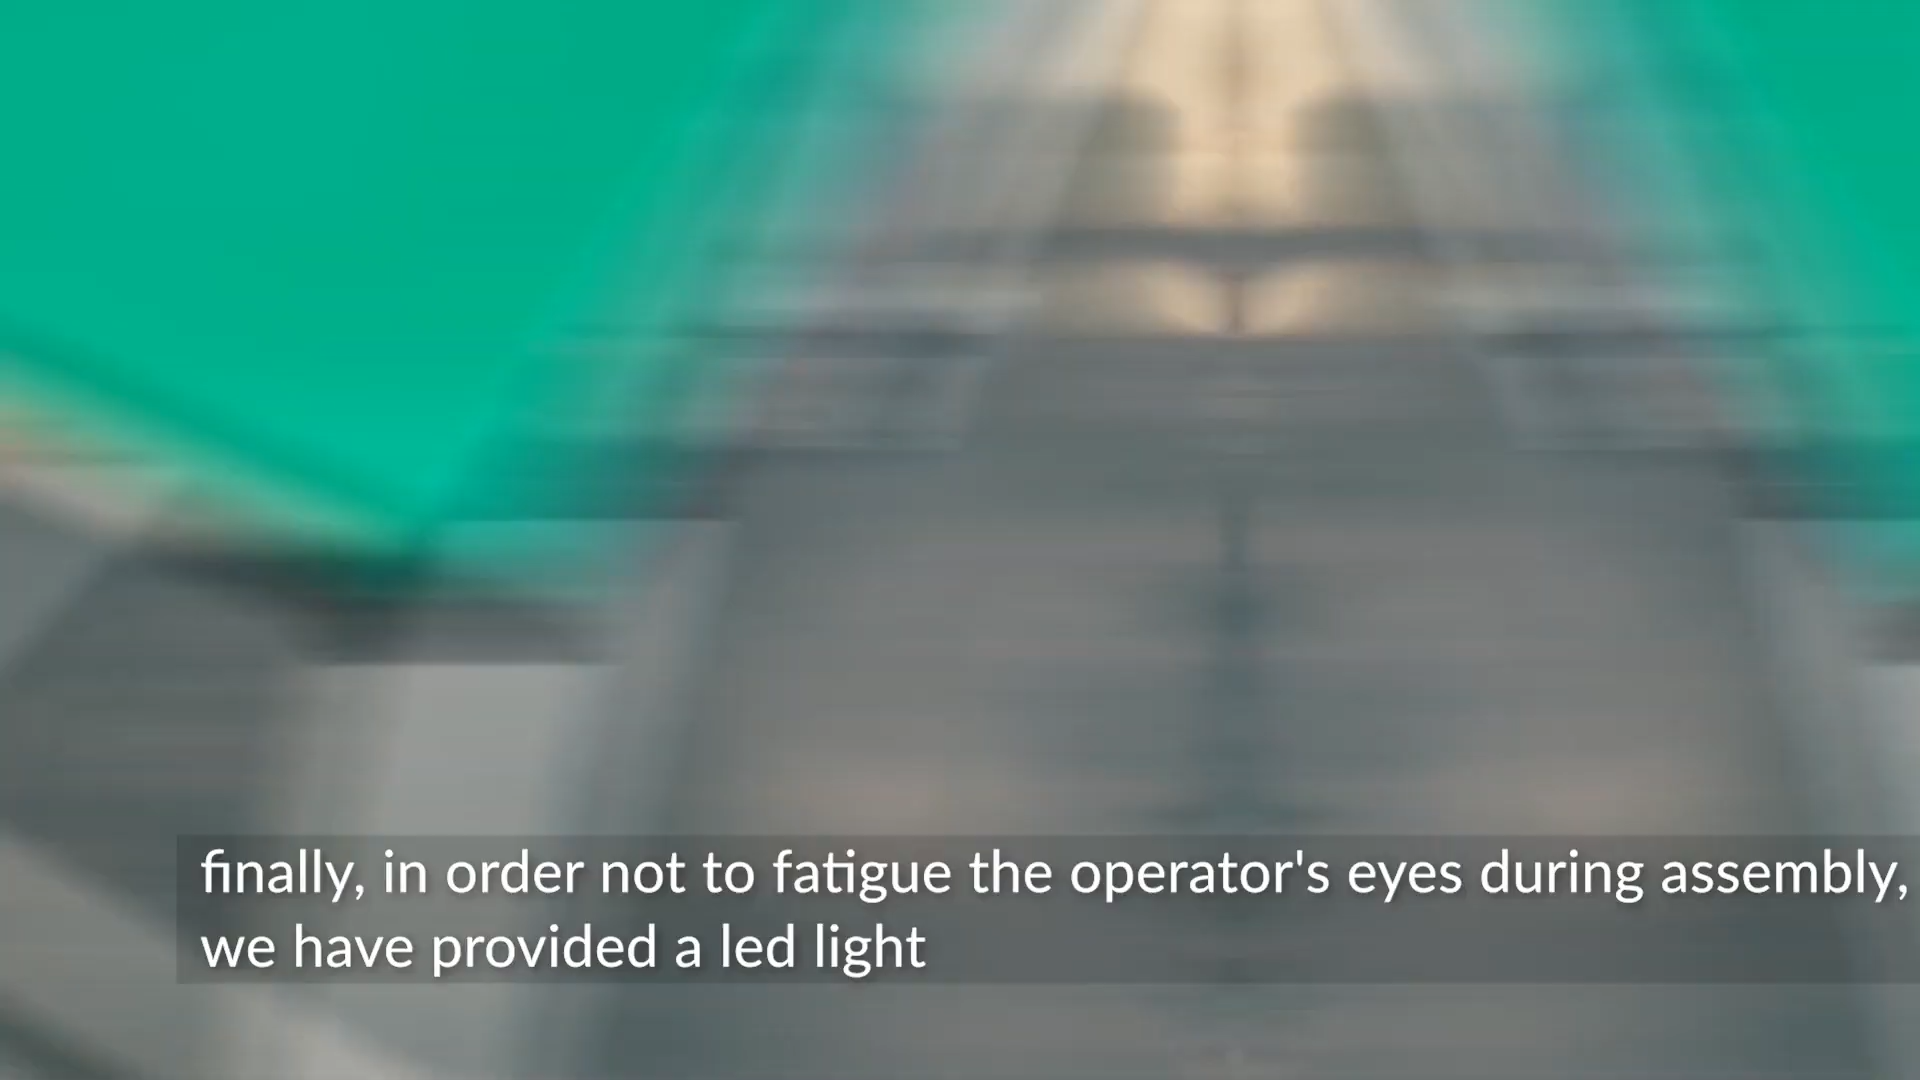 finally, in order not to fatigue the operator's eyes during assembly,
we have provided a led light